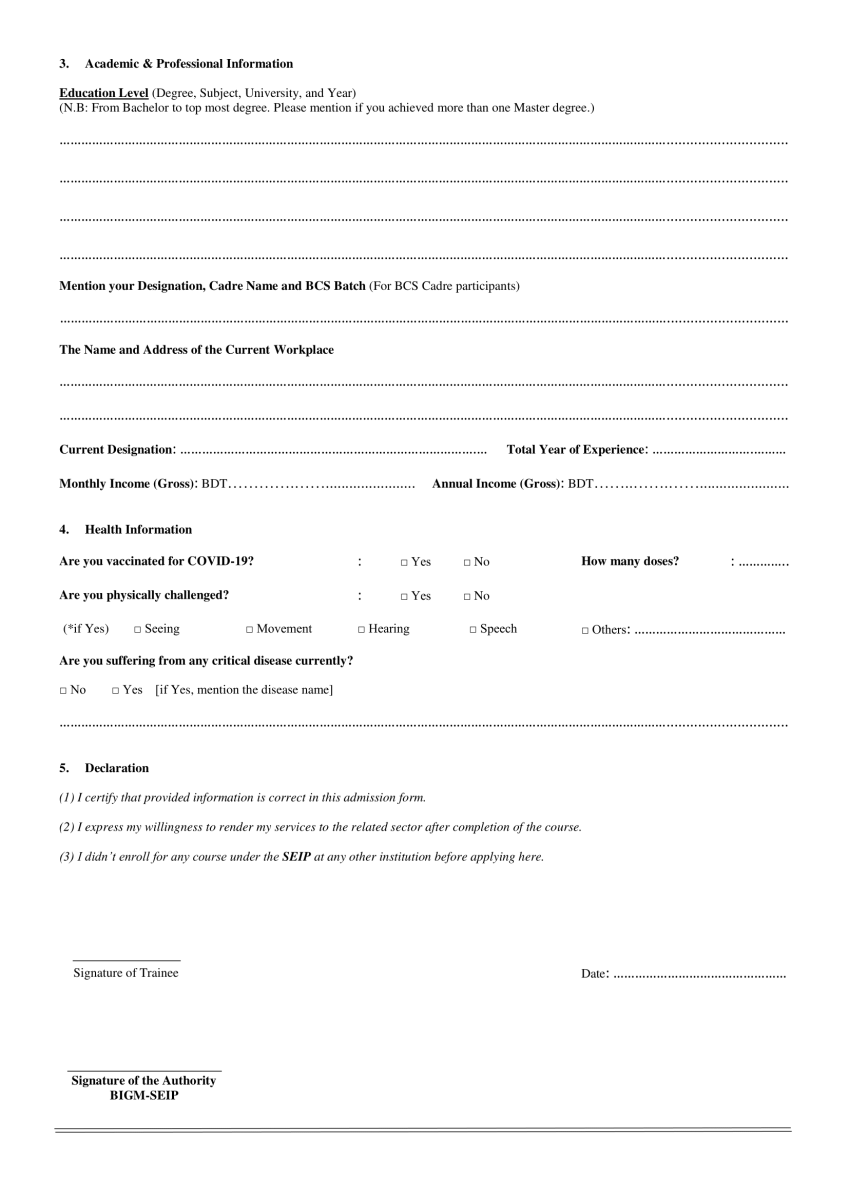 3. Academic & Professional Information
Education Level (Degree, Subject, University, and Year)
(N.B: From Bachelor to top most degree. Please mention if you achieved more than one Master degree.)
................................................................................
................................................................................
................................................................................
................................................................................
Mention your Designation, Cadre Name and BCS Batch (For BCS Cadre participants)
................................................................................
The Name and Address of the Current Workplace
................................................................................
................................................................................
Current Designation: ................................ Total Year of Experience: ................................
Monthly Income (Gross): BDT................................ Annual Income (Gross): BDT................................
4. Health Information
Are you vaccinated for COVID-19? : □ Yes □ No How many doses? : ..............
Are you physically challenged? : □ Yes □ No
(*if Yes) □ Seeing □ Movement □ Hearing □ Speech □ Others: ................................
Are you suffering from any critical disease currently?
□ No □ Yes [if Yes, mention the disease name]
................................................................................
5. Declaration
(1) I certify that provided information is correct in this admission form.
(2) I express my willingness to render my services to the related sector after completion of the course.
(3) I didn't enroll for any course under the SEIP at any other institution before applying here.
Signature of Trainee Date: ................................
Signature of the Authority
BIGM-SEIP